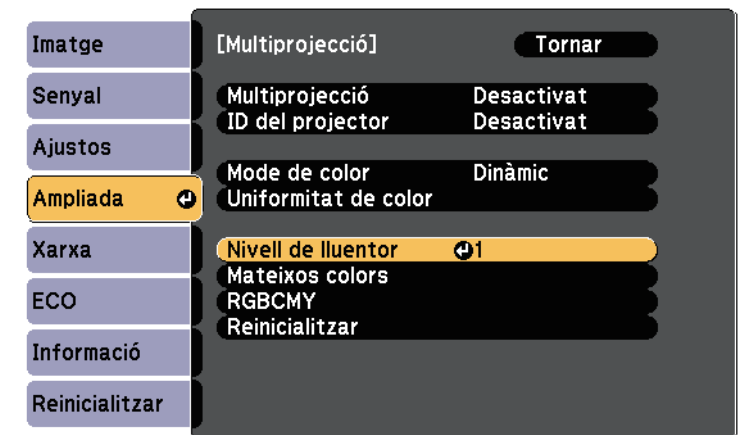 Imatge
Senyal
Ajustos
Ampliada
Xarxa
ECO
Informació
Reinicialitzar
[Multiprojecció] Tornar
Multiprojecció Desactivat
ID del projector Desactivat
Mode de color Dinàmic
Uniformitat de color
Nivell de lluentor 1
Mateixos colors
RGBCMY
Reinicialitzar